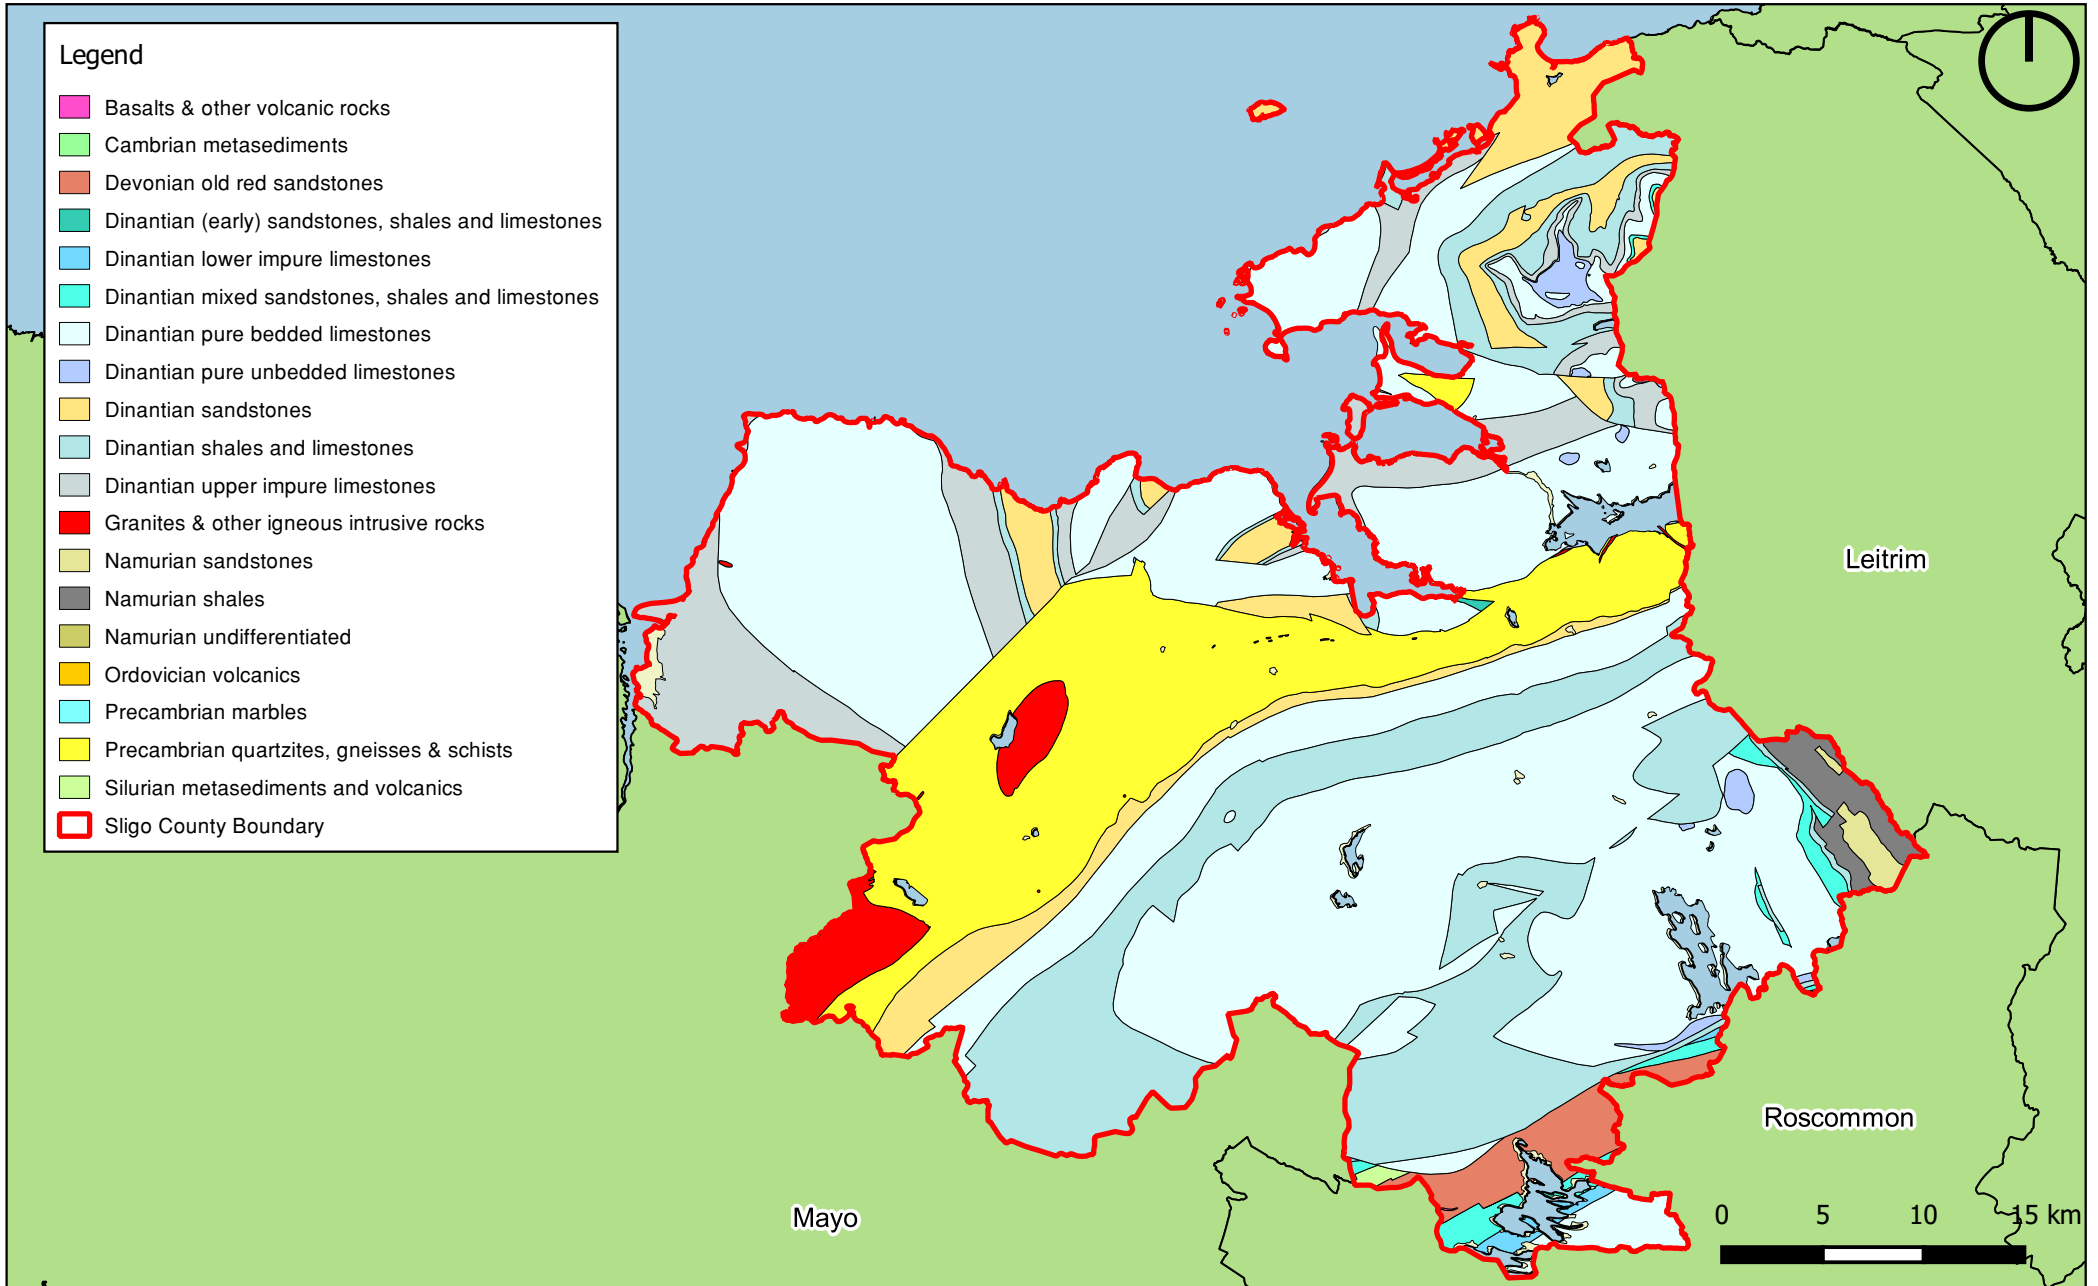 Legend
Basalts & other volcanic rocks
Cambrian metasediments
Devonian old red sandstones
Dinantian (early) sandstones, shales and limestones
Dinantian lower impure limestones
Dinantian mixed sandstones, shales and limestones
Dinantian pure bedded limestones
Dinantian pure unbedded limestones
Dinantian sandstones
Dinantian shales and limestones
Dinantian upper impure limestones
Granites & other igneous intrusive rocks
Namurian sandstones
Namurian shales
Namurian undifferentiated
Ordovician volcanics
Precambrian marbles
Precambrian quartzites, gneisses & schists
Silurian metasediments and volcanics
Sligo County Boundary
Leitrim
Roscommon
Mayo
0 5 10 15 km